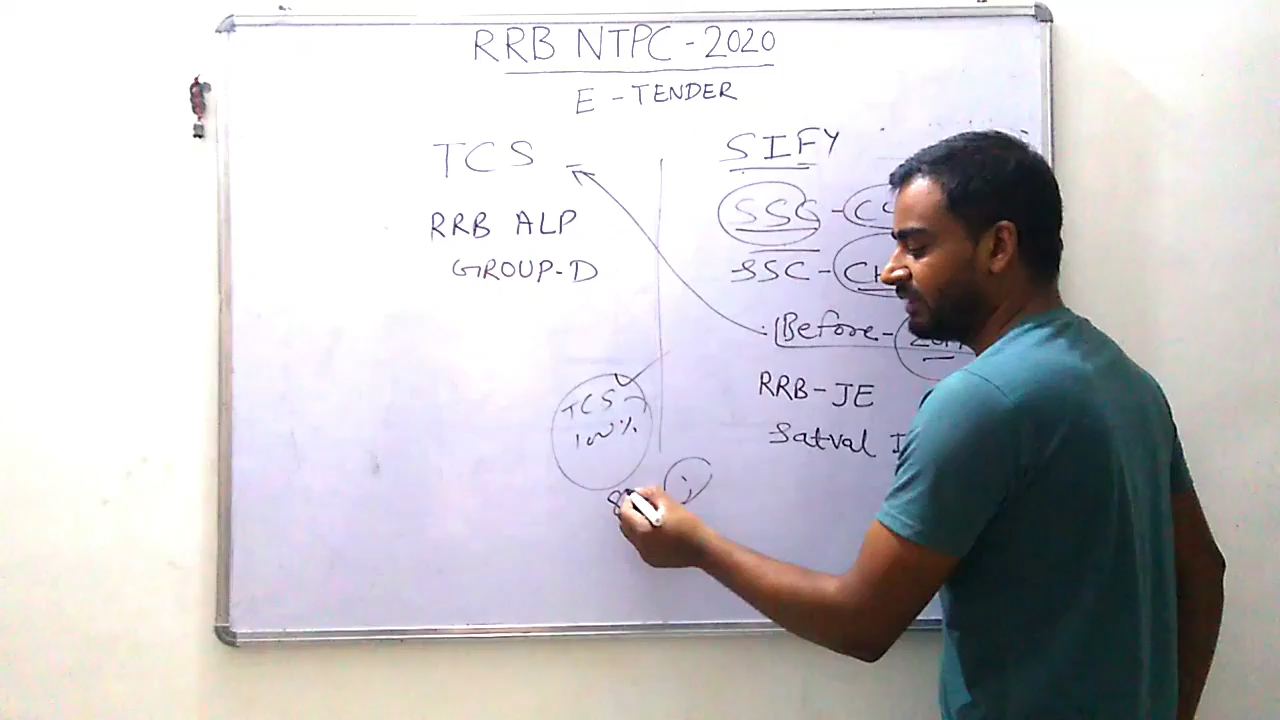 RRB NTPC-2020
E-TENDER
TCS
RRB ALP
GROUP-D
TCS
100%
SIFY
SSC-
SSC-
Before-
RRB-JE
Satval